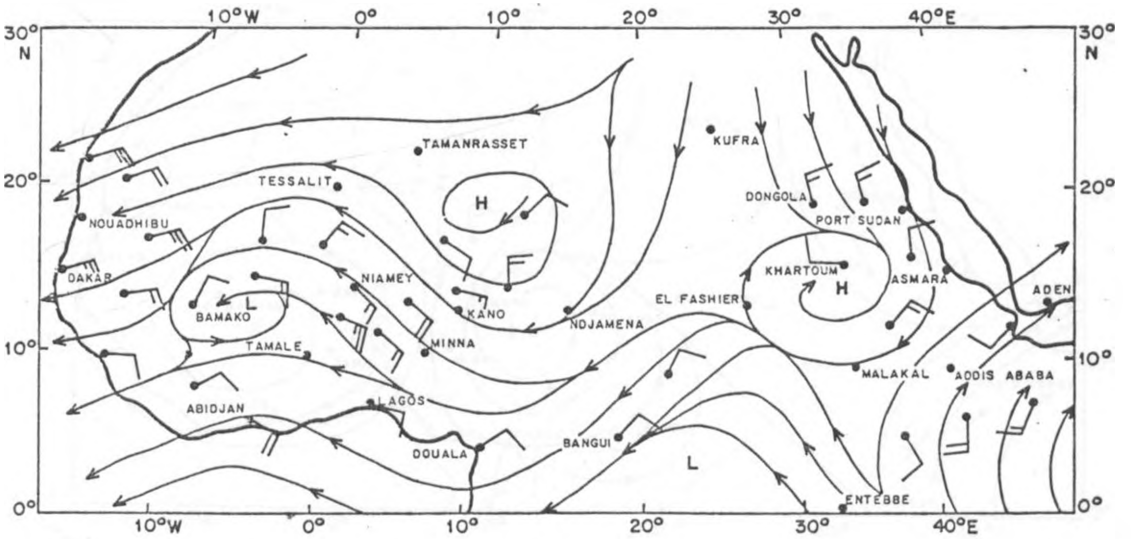 10°W 0° 10° 20° 30° 40°E
30° 30°
N N
TAMANRASSET KUFRA
20° 20°
TESSALIT H DONGOLA
NOUADHIBU PORT SUDAN
DAKAR NIAMEY KHARTOUM H ASMARA
BAMAKO L KANO NDJAMENA EL FASHIER ADEN
10° TAMALE MINNA MALAKAL ADDIS ABABA 10°
ABIDJAN LAGOS
DOUALA BANGUI L
ENTEBBE
0° 0°
10°W 0° 10° 20° 30° 40°E